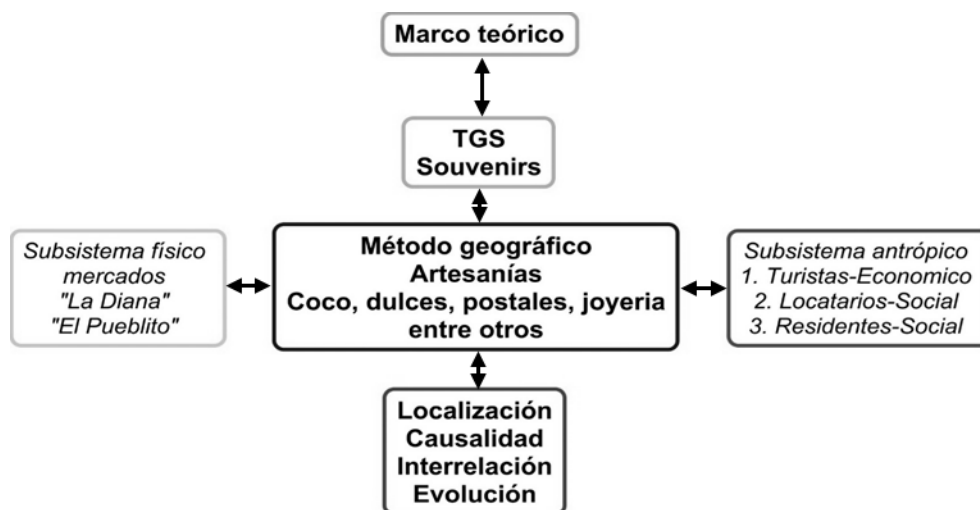 Marco teórico
TGS
Souvenirs
Subsistema físico
mercados
"La Diana"
"El Pueblito"
Método geográfico
Artesanías
Coco, dulces, postales, joyeria
entre otros
Subsistema antrópico
1. Turistas-Economico
2. Locatarios-Social
3. Residentes-Social
Localización
Causalidad
Interrelación
Evolución